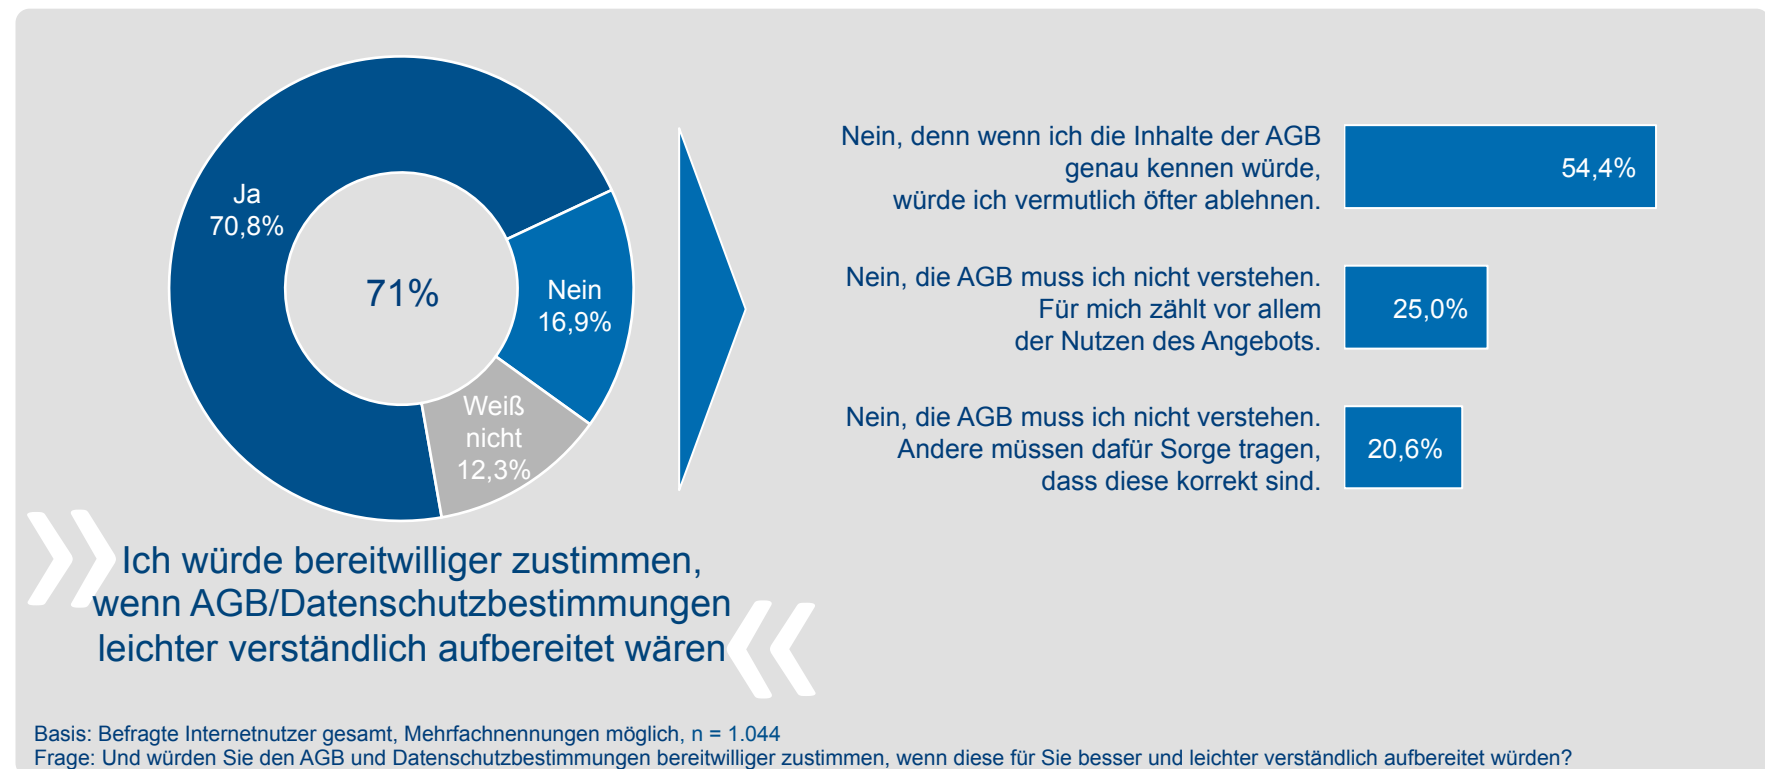 Ja
70,8%
71%
Nein
16,9%
Weiß
nicht
12,3%
Nein, denn wenn ich die Inhalte der AGB
genau kennen würde,
würde ich vermutlich öfter ablehnen.
54,4%
Nein, die AGB muss ich nicht verstehen.
Für mich zählt vor allem
der Nutzen des Angebots.
25,0%
Nein, die AGB muss ich nicht verstehen.
Andere müssen dafür Sorge tragen,
dass diese korrekt sind.
20,6%
Ich würde bereitwilliger zustimmen,
wenn AGB/Datenschutzbestimmungen
leichter verständlich aufbereitet wären
Basis: Befragte Internetnutzer gesamt, Mehrfachnennungen möglich, n = 1.044
Frage: Und würden Sie den AGB und Datenschutzbestimmungen bereitwilliger zustimmen, wenn diese für Sie besser und leichter verständlich aufbereitet würden?